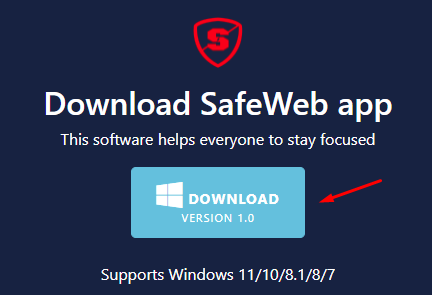 S
Download SafeWeb app
This software helps everyone to stay focused
DOWNLOAD
VERSION 1.0
Supports Windows 11/10/8.1/8/7